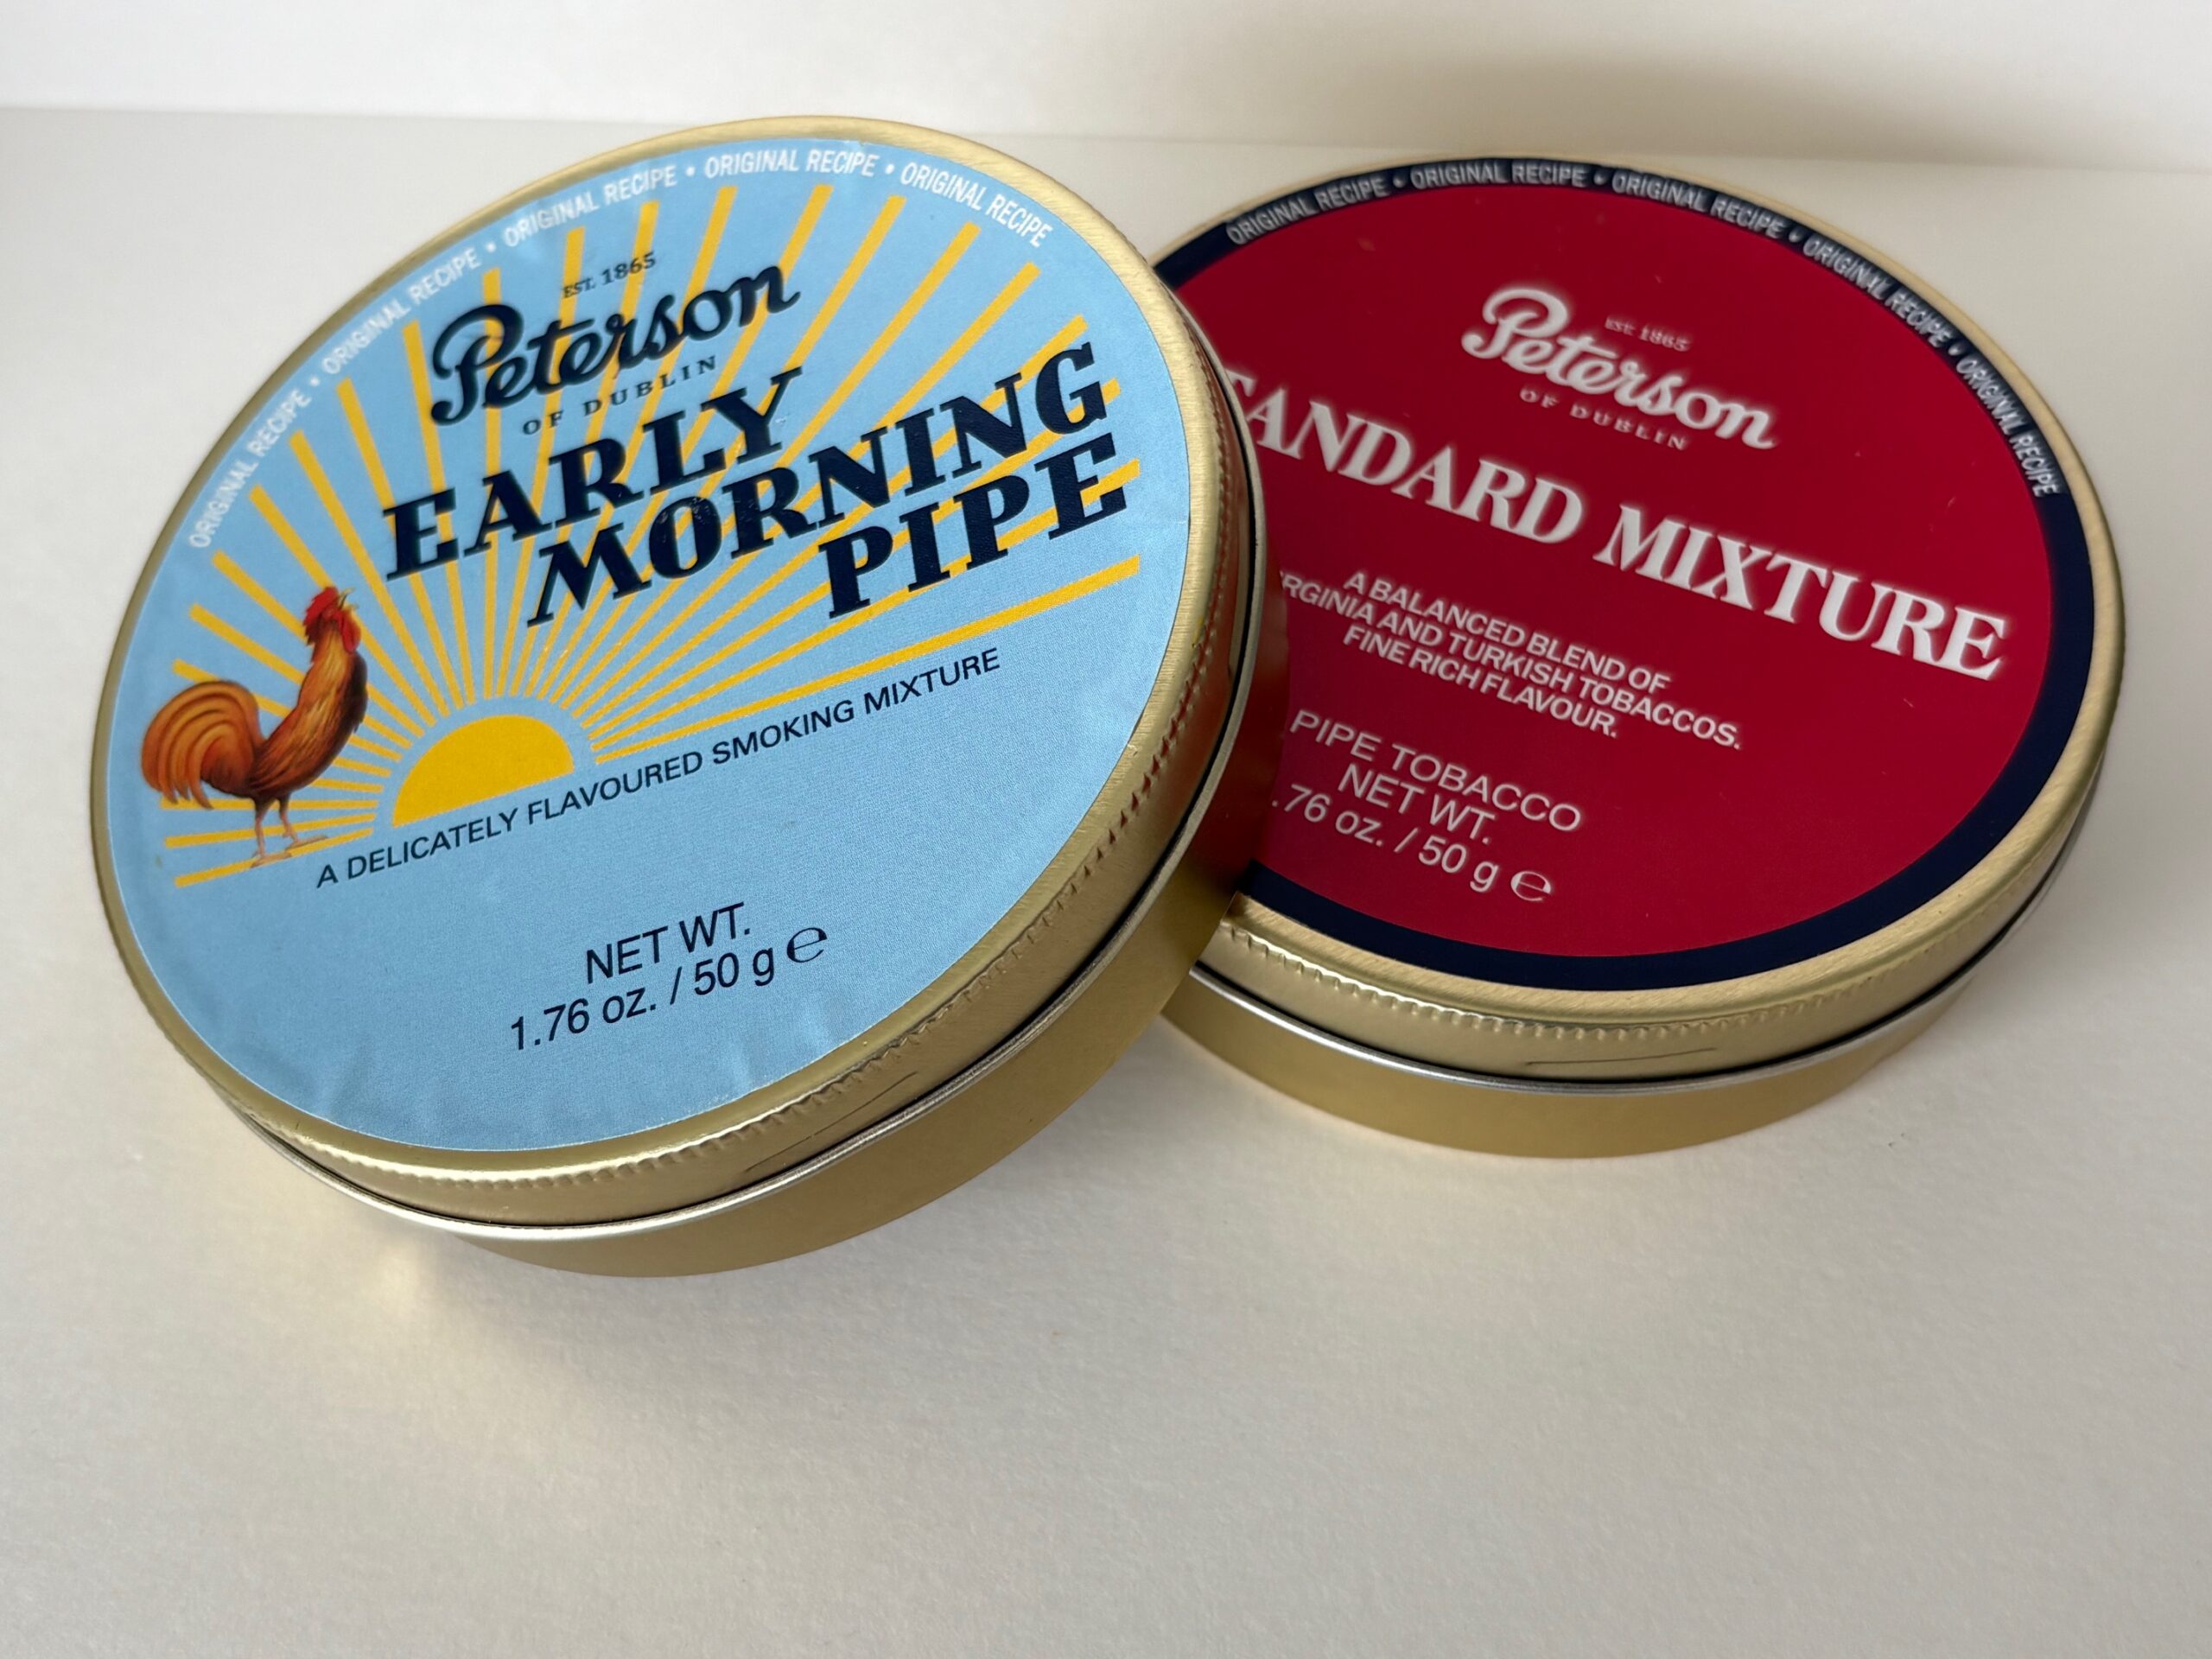 ORIGINAL RECIPE • ORIGINAL RECIPE • ORIGINAL RECIPE • ORIGINAL RECIPE • ORIGINAL RECIPE
EST. 1865
Peterson
OF DUBLIN
EARLY
MORNING
PIPE
A DELICATELY FLAVOURED SMOKING MIXTURE
NET WT.
1.76 oz. / 50 g ℮
ORIGINAL RECIPE • ORIGINAL RECIPE • ORIGINAL RECIPE • ORIGINAL RECIPE • ORIGINAL RECIPE
EST. 1865
Peterson
OF DUBLIN
TANDARD MIXTURE
A BALANCED BLEND OF
RGINIA AND TURKISH TOBACCOS.
FINE RICH FLAVOUR.
PIPE TOBACCO
NET WT.
.76 oz. / 50 g ℮